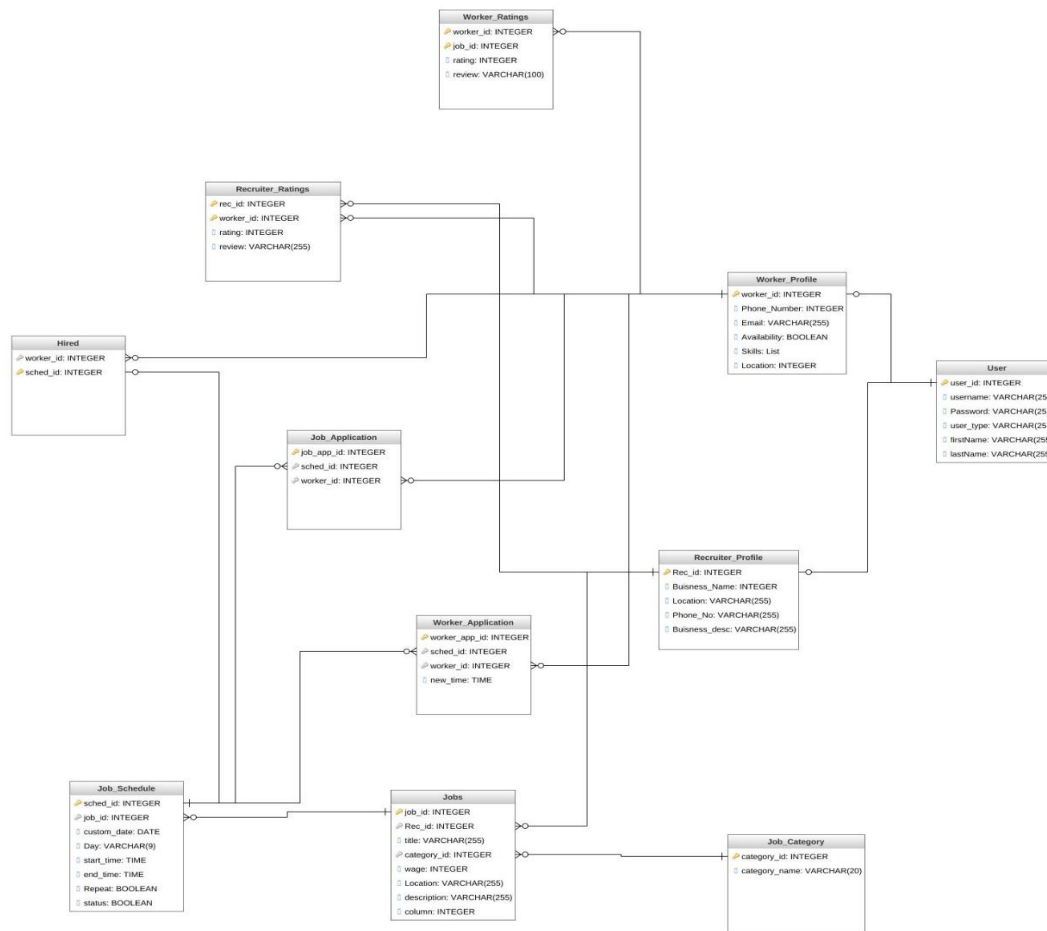 Worker_Ratings
worker_id: INTEGER
job_id: INTEGER
rating: INTEGER
review: VARCHAR(100)
Recruiter_Ratings
rec_id: INTEGER
worker_id: INTEGER
rating: INTEGER
review: VARCHAR(255)
Worker_Profile
worker_id: INTEGER
Phone_Number: INTEGER
Email: VARCHAR(255)
Availability: BOOLEAN
Skills: List
Location: INTEGER
Hired
worker_id: INTEGER
sched_id: INTEGER
User
user_id: INTEGER
username: VARCHAR(25
Password: VARCHAR(25
user_type: VARCHAR(25
firstName: VARCHAR(255
lastName: VARCHAR(255
Job_Application
job_app_id: INTEGER
sched_id: INTEGER
worker_id: INTEGER
Recruiter_Profile
Rec_id: INTEGER
Buisness_Name: INTEGER
Location: VARCHAR(255)
Phone_No: VARCHAR(255)
Buisness_desc: VARCHAR(255)
Worker_Application
worker_app_id: INTEGER
sched_id: INTEGER
worker_id: INTEGER
new_time: TIME
Job_Schedule
sched_id: INTEGER
job_id: INTEGER
custom_date: DATE
Day: VARCHAR(9)
start_time: TIME
end_time: TIME
Repeat: BOOLEAN
status: BOOLEAN
Jobs
job_id: INTEGER
Rec_id: INTEGER
title: VARCHAR(255)
category_id: INTEGER
wage: INTEGER
Location: VARCHAR(255)
description: VARCHAR(255)
column: INTEGER
Job_Category
category_id: INTEGER
category_name: VARCHAR(20)